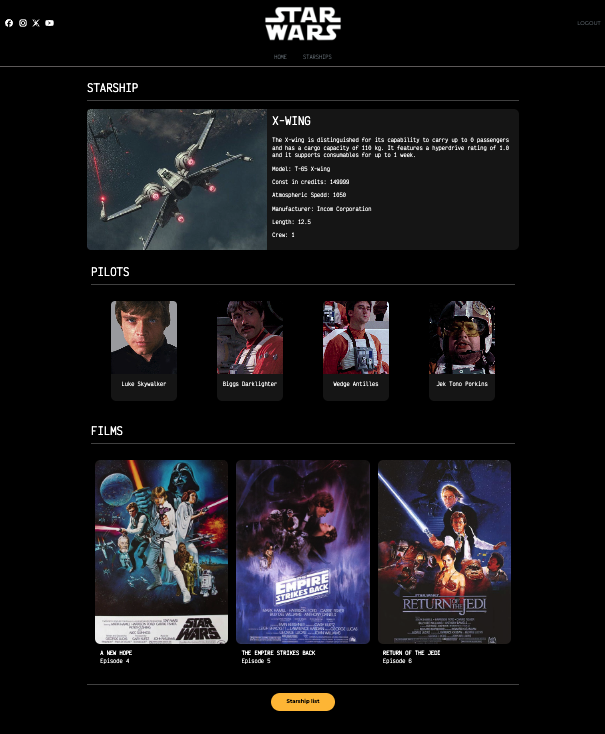 STAR
WARS
LOGOUT
HOME STARSHIPS
STARSHIP
X-WING
The X-wing is distinguished for its capability to carry up to 0 passengers
and has a cargo capacity of 110 kg. It features a hyperdrive rating of 1.0
and it supports consumables for up to 1 week.
Model: T-65 X-wing
Const in credits: 149999
Atmospheric Spedd: 1050
Manufacturer: Incom Corporation
Length: 12.5
Crew: 1
PILOTS
Luke Skywalker
Biggs Darklighter
Wedge Antilles
Jek Tono Porkins
FILMS
STAR
WARS
EMPIRE
STRIKES BACK
RETURN OF THE JEDI
A NEW HOPE
Episode 4
THE EMPIRE STRIKES BACK
Episode 5
RETURN OF THE JEDI
Episode 6
Starship list